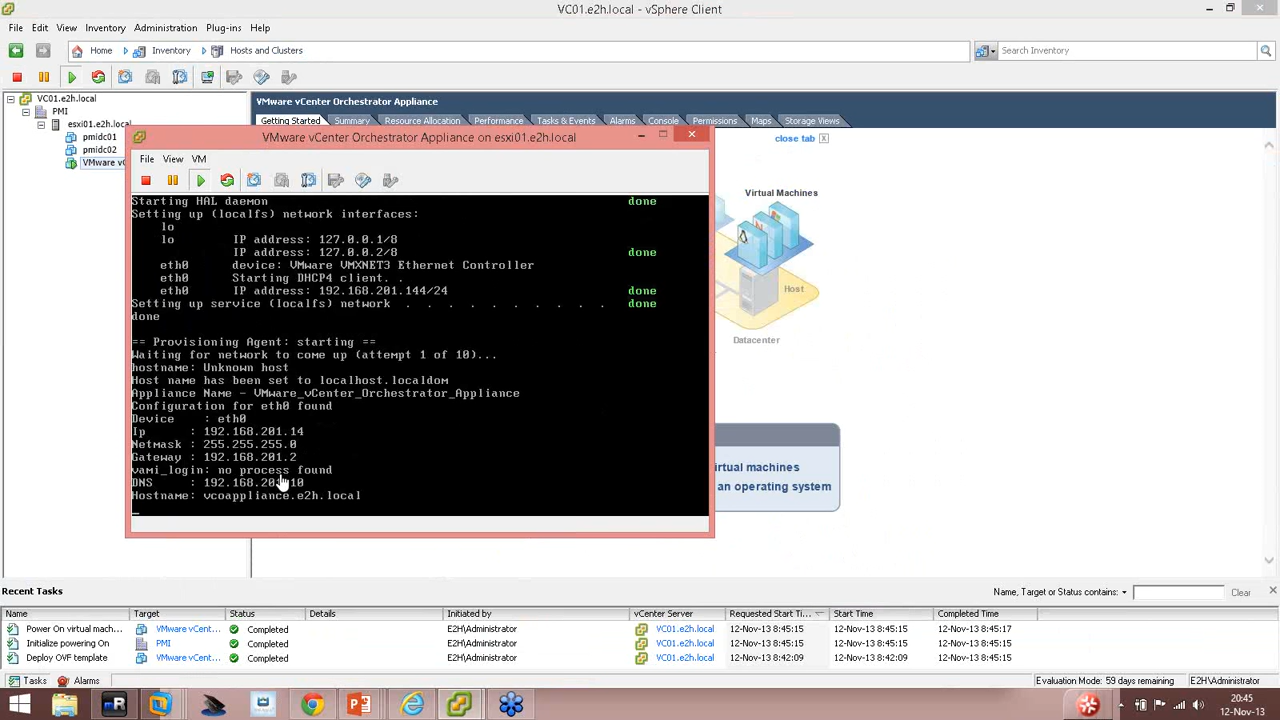 VC01.e2h.local - vSphere Client
File Edit View Inventory Administration Plug-ins Help
Home Inventory Hosts and Clusters
Search Inventory
VC01.e2h.local
PMI
esxi01.e2h.local
pmidc01
pmidc02
VMware vC
VMware vCenter Orchestrator Appliance
Getting Started Summary Resource Allocation Performance Tasks & Events Alarms Console Permissions Maps Storage Views
close tab
Virtual Machines
Host
Datacenter
irtual machines
an operating system
VMware vCenter Orchestrator Appliance on esxi01.e2h.local
File View VM
Starting HAL daemon done
Setting up (localfs) network interfaces:
lo
lo IP address: 127.0.0.1/8
IP address: 127.0.0.2/8 done
eth0 device: VMware VMXNET3 Ethernet Controller
eth0 Starting DHCP4 client. .
eth0 IP address: 192.168.201.144/24 done
Setting up service (localfs) network . . . . . . . . . . done
done
== Provisioning Agent: starting ==
Waiting for network to come up (attempt 1 of 10)...
hostname: Unknown host
Host name has been set to localhost.localdom
Appliance Name - VMware_vCenter_Orchestrator_Appliance
Configuration for eth0 found
Device : eth0
Ip : 192.168.201.14
Netmask : 255.255.255.0
Gateway : 192.168.201.2
vami_login: no process found
DNS : 192.168.201.10
Hostname: vcoappliance.e2h.local
Recent Tasks
Name, Target or Status contains: Clear
Name Target Status Details Initiated by vCenter Server Requested Start Ti... Start Time Completed Time
Power On virtual mach... VMware vCent... Completed E2H\Administrator VC01.e2h.local 12-Nov-13 8:45:15 12-Nov-13 8:45:15 12-Nov-13 8:45:17
Initialize powering On PMI Completed E2H\Administrator VC01.e2h.local 12-Nov-13 8:45:15 12-Nov-13 8:45:15 12-Nov-13 8:45:15
Deploy OVF template VMware vCent... Completed E2H\Administrator VC01.e2h.local 12-Nov-13 8:42:09 12-Nov-13 8:42:09 12-Nov-13 8:45:15
Tasks Alarms
Evaluation Mode: 59 days remaining E2H\Administrator
20:45
12-Nov-13